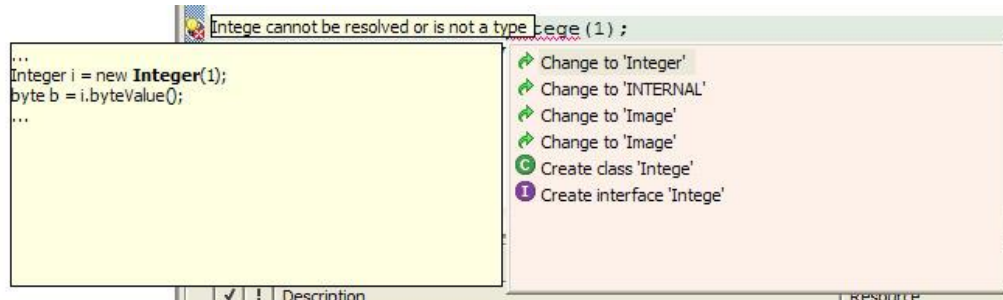 Intege cannot be resolved or is not a type
tege(1);
...
Integer i = new Integer(1);
byte b = i.byteValue();
...
Change to 'Integer'
Change to 'INTERNAL'
Change to 'Image'
Change to 'Image'
Create class 'Intege'
Create interface 'Intege'
! Description Resource